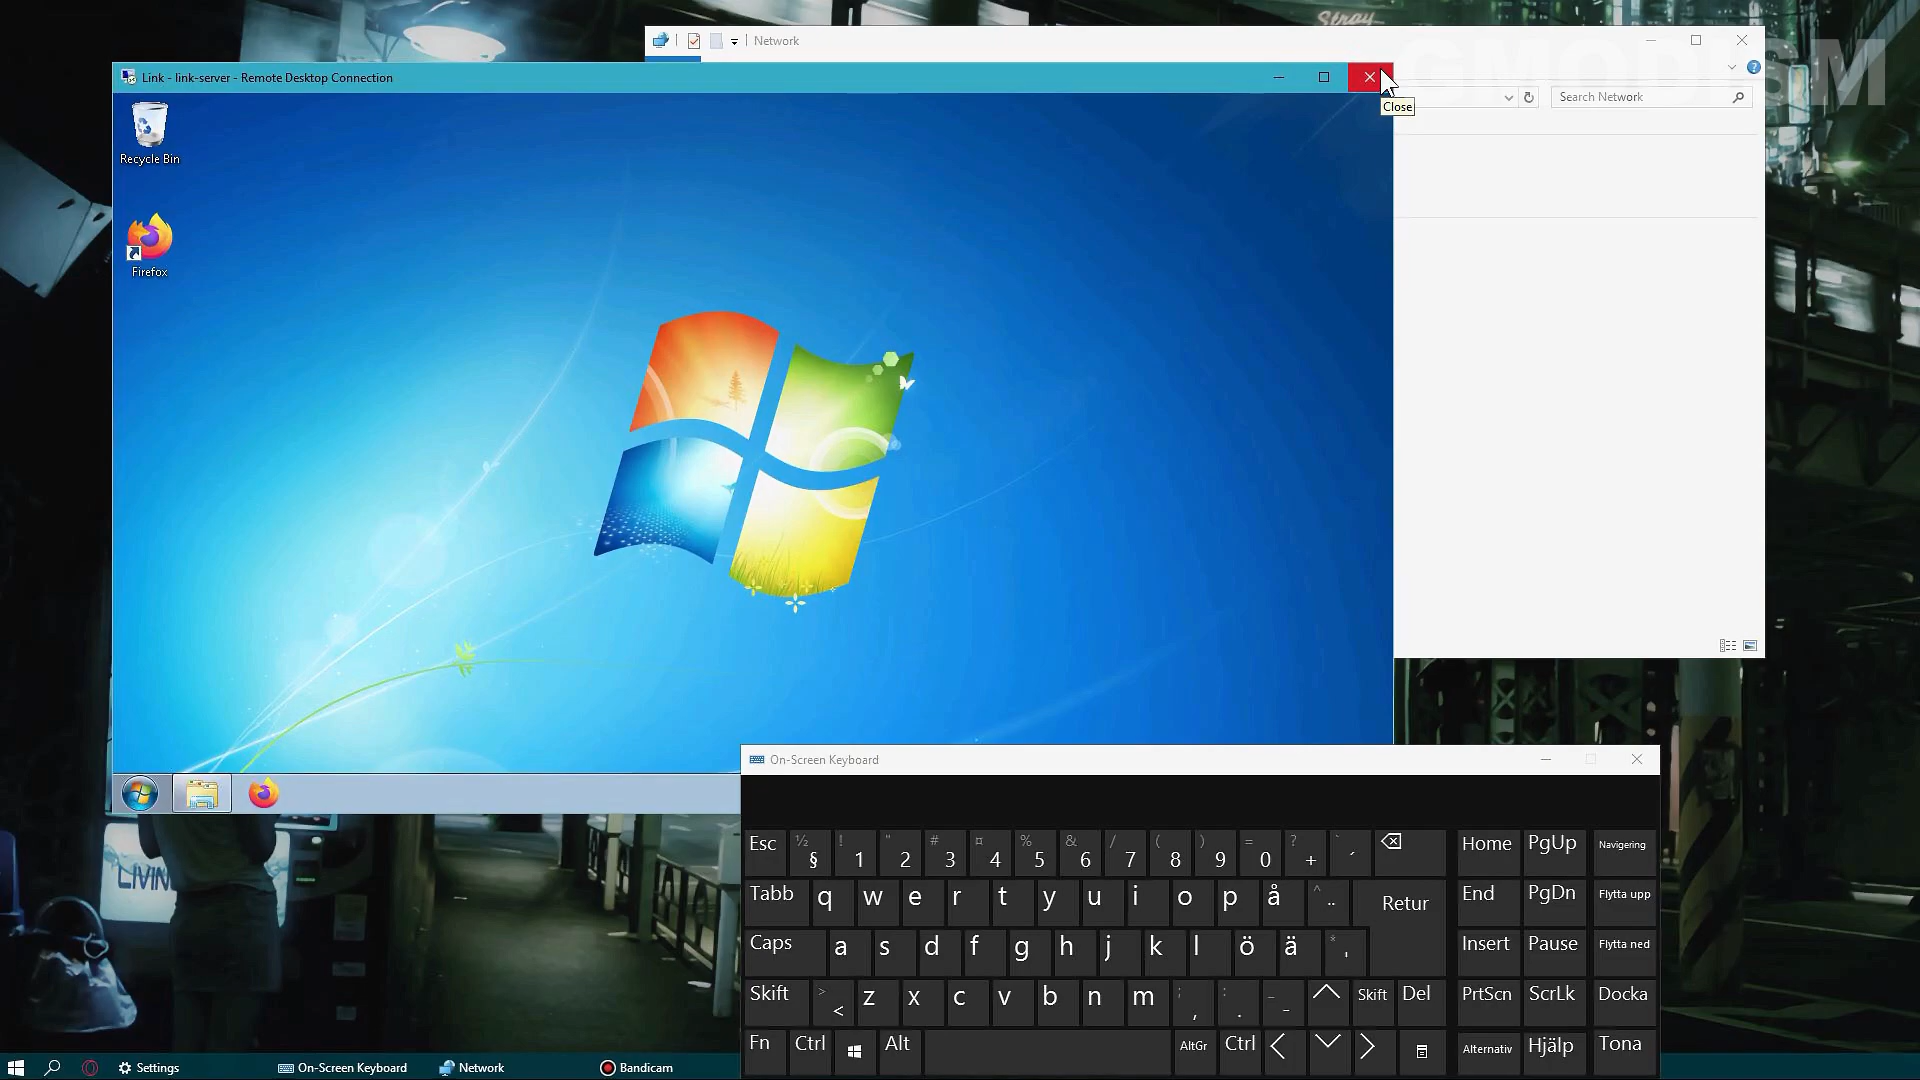 Stray
Network
GMODISM
Link - link-server - Remote Desktop Connection
Close
Search Network
Recycle Bin
Firefox
On-Screen Keyboard
Esc ½ § ! 1 " 2 # 3 ¤ 4 % 5 & 6 / 7 ( 8 ) 9 = 0 ? + ` ´ Home PgUp Navigering
Tabb q w e r t y u i o p å ^ ¨ Retur End PgDn Flytta upp
Caps a s d f g h j k l ö ä * ' Insert Pause Flytta ned
Skift > < z x c v b n m ; , : . _ - Skift Del PrtScn ScrLk Docka
Fn Ctrl Alt AltGr Ctrl Alternativ Hjälp Tona
LIVIN
Settings On-Screen Keyboard Network Bandicam